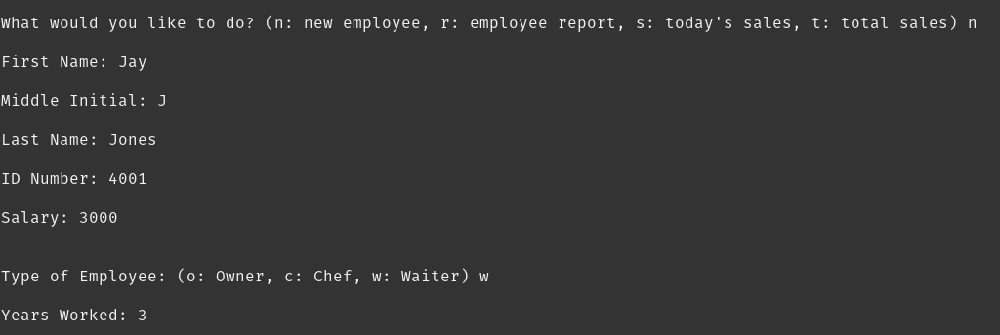 What would you like to do? (n: new employee, r: employee report, s: today's sales, t: total sales) n
First Name: Jay
Middle Initial: J
Last Name: Jones
ID Number: 4001
Salary: 3000
Type of Employee: (o: Owner, c: Chef, w: Waiter) w
Years Worked: 3